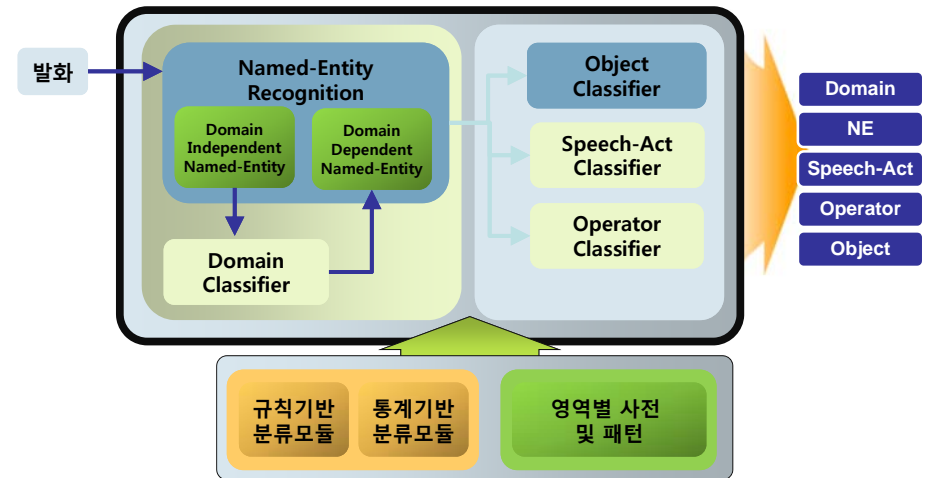 발화
Named-Entity
Recognition
Domain
Independent
Named-Entity
Domain
Dependent
Named-Entity
Domain
Classifier
Object
Classifier
Speech-Act
Classifier
Operator
Classifier
Domain
NE
Speech-Act
Operator
Object
규칙기반
분류모듈
통계기반
분류모듈
영역별 사전
및 패턴